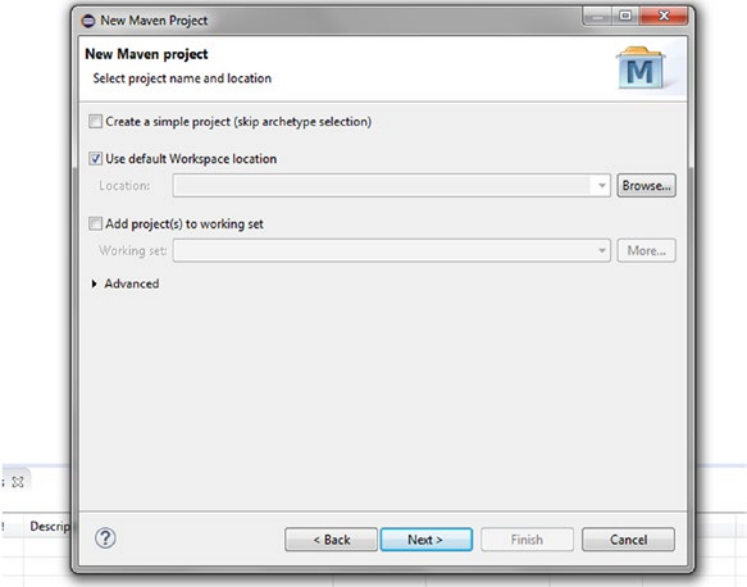 New Maven Project
New Maven project
Select project name and location
M
Create a simple project (skip archetype selection)
Use default Workspace location
Location:
Browse...
Add project(s) to working set
Working set:
More...
Advanced
?
< Back
Next >
Finish
Cancel